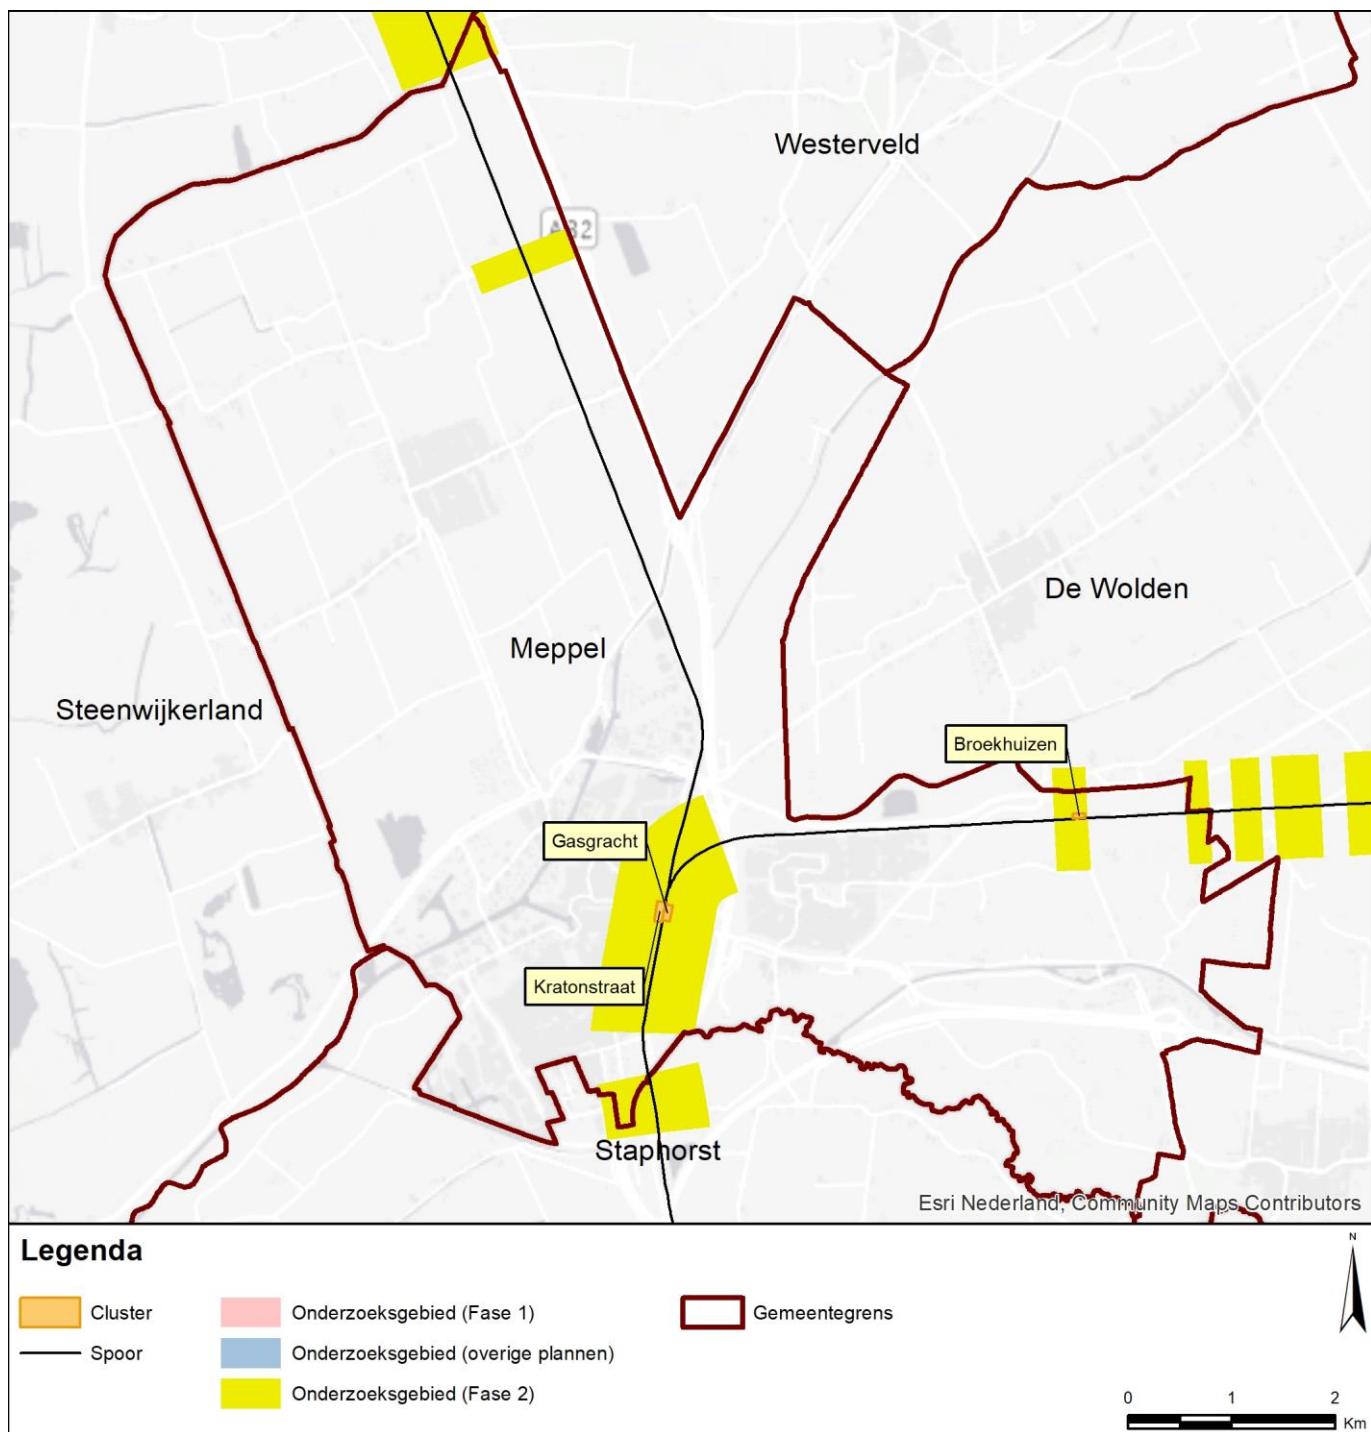 Westerveld
A32
De Wolden
Meppel
Steenwijkerland
Broekhuizen
Gasgracht
Kratonstraat
Staphorst
Esri Nederland, Community Maps Contributors
Legenda
N
Cluster
Onderzoeksgebied (Fase 1)
Gemeentegrens
Spoor
Onderzoeksgebied (overige plannen)
Onderzoeksgebied (Fase 2)
0 1 2
Km